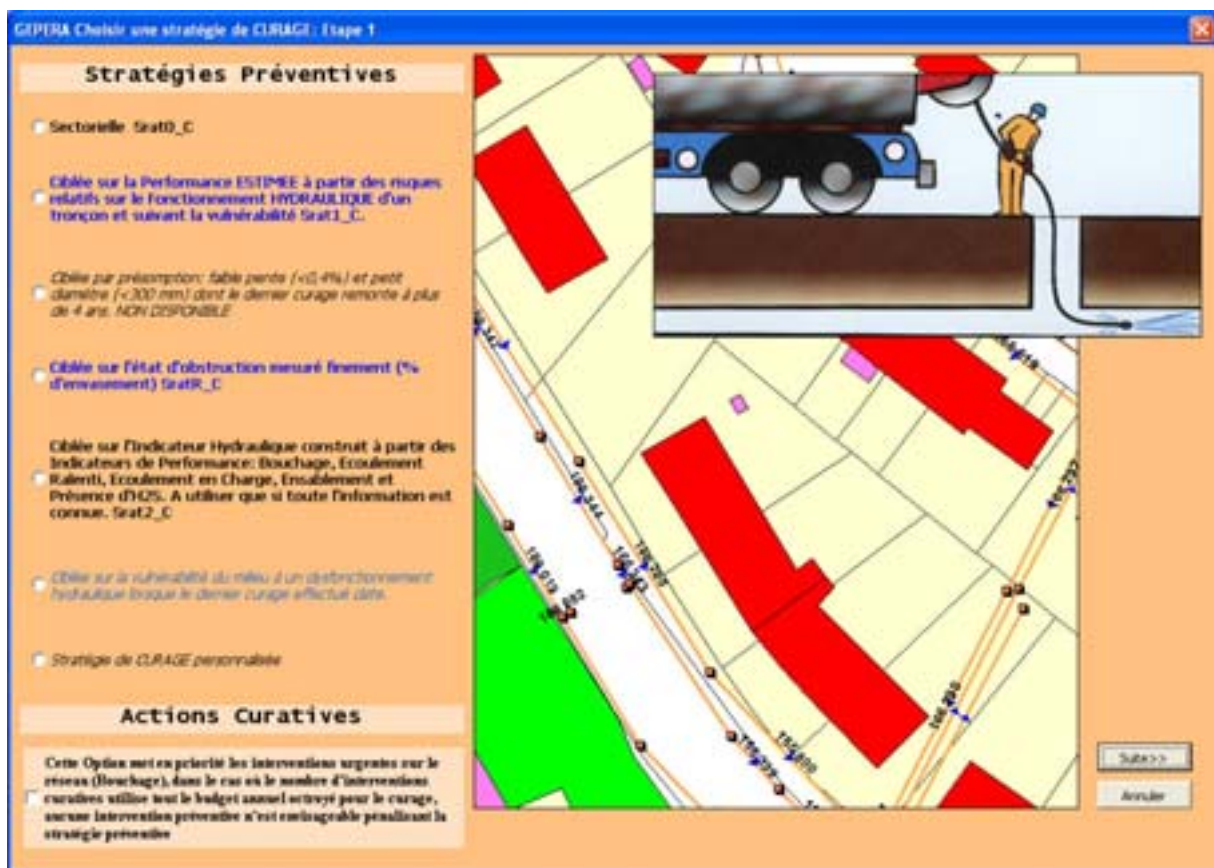 GEPERA Choisir une stratégie de CURAGE: Etape 1
Stratégies Préventives
Sectorielle Srat0_C
Ciblée sur la Performance ESTIMEE à partir des risques
relatifs sur le Fonctionnement HYDRAULIQUE d'un
tronçon et suivant la vulnérabilité Srat1_C.
Ciblée par présomption: faible pente (<0,4%) et petit
diamètre (<300 mm) dont le dernier curage remonte à plus
de 4 ans. NON DISPONIBLE
Ciblée sur l'état d'obstruction mesuré finement (%
d'envasement) SratR_C
Ciblée sur l'Indicateur Hydraulique construit à partir des
Indicateurs de Performance: Bouchage, Ecoulement
Ralenti, Ecoulement en Charge, Ensablement et
Présence d'H2S. A utiliser que si toute l'information est
connue. Srat2_C
Ciblée sur la vulnérabilité du milieu à un dysfonctionnement
hydraulique lorsque le dernier curage effectué date.
Stratégie de CURAGE personnalisée
Actions Curatives
Cette Option met en priorité les interventions urgentes sur le
réseau (Bouchage), dans le cas où le nombre d'interventions
curatives utilise tout le budget annuel octroyé pour le curage,
aucune intervention préventive n'est envisageable pénalisant la
stratégie préventive
Suite>>
Annuler